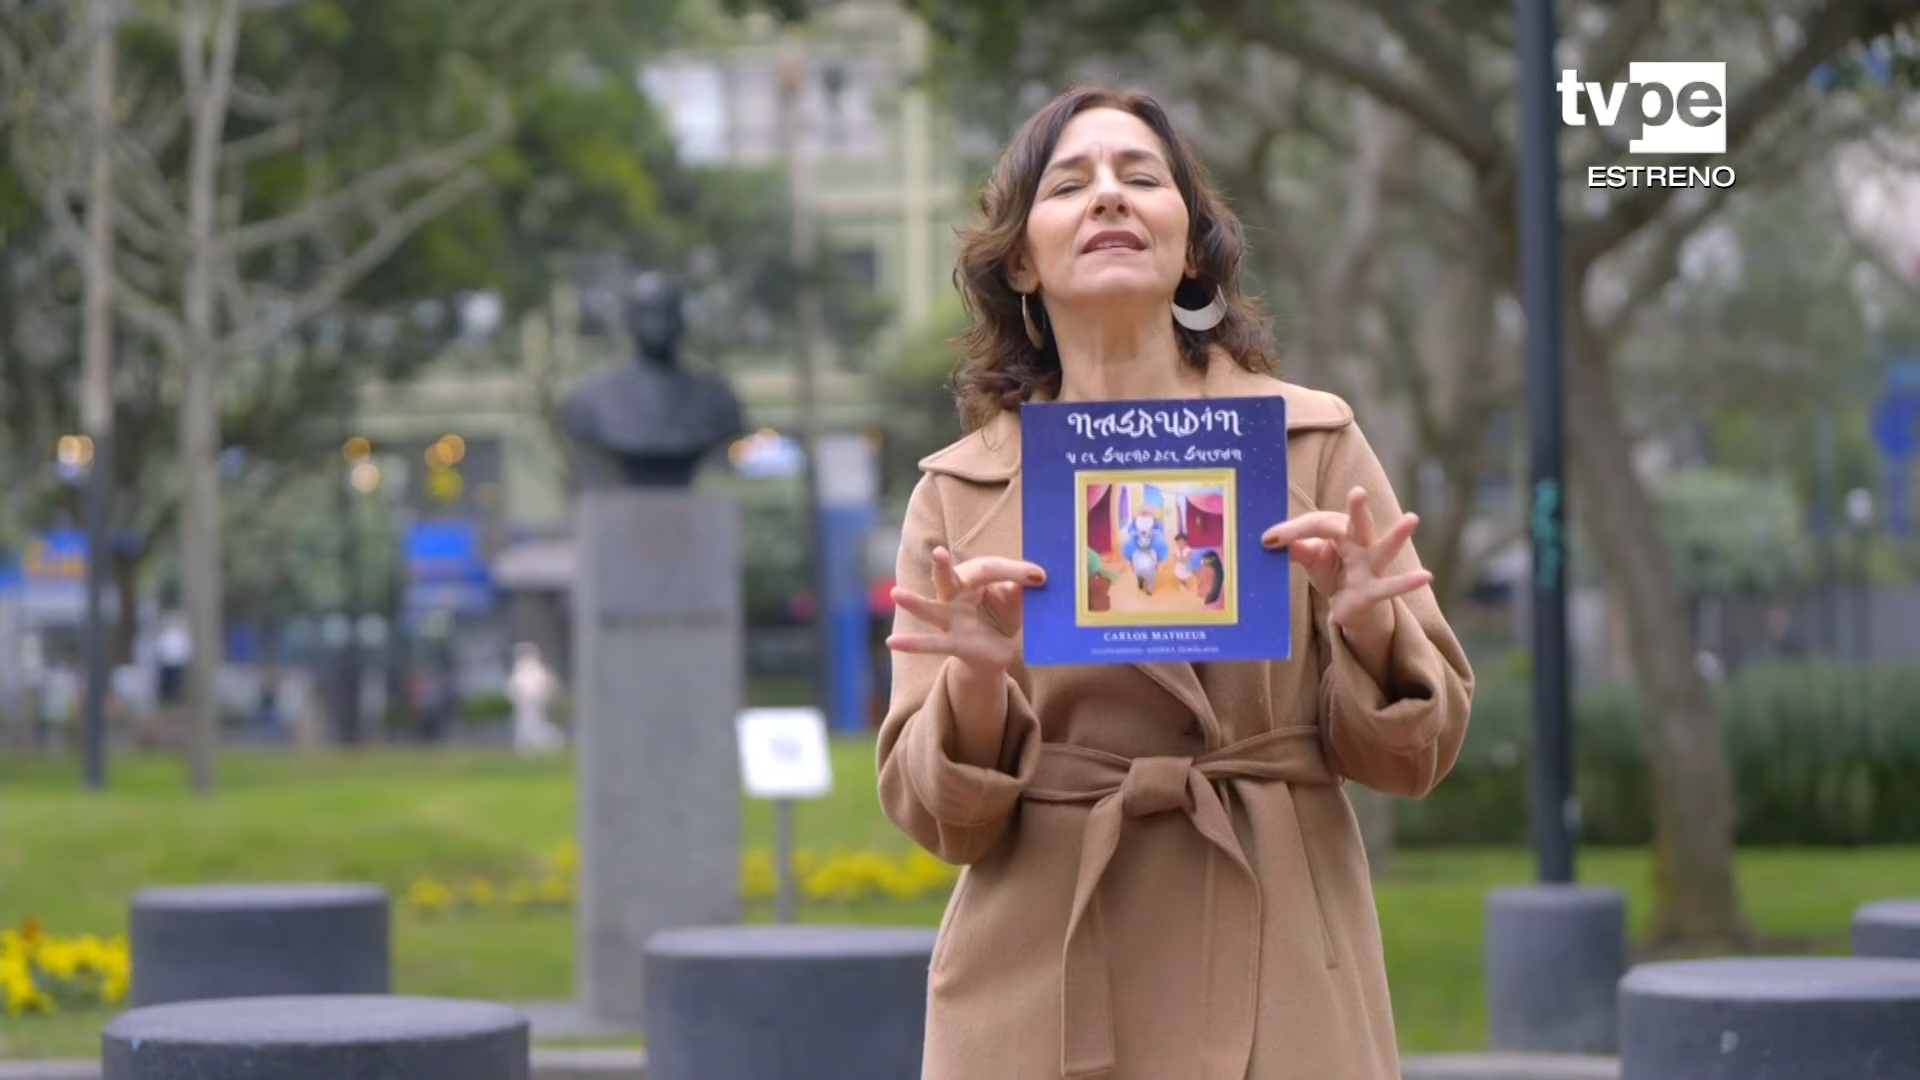 tvpe
ESTRENO
NASRUDÍN
Y EL SUEÑO DEL SULTÁN
CARLOS MATHEUS